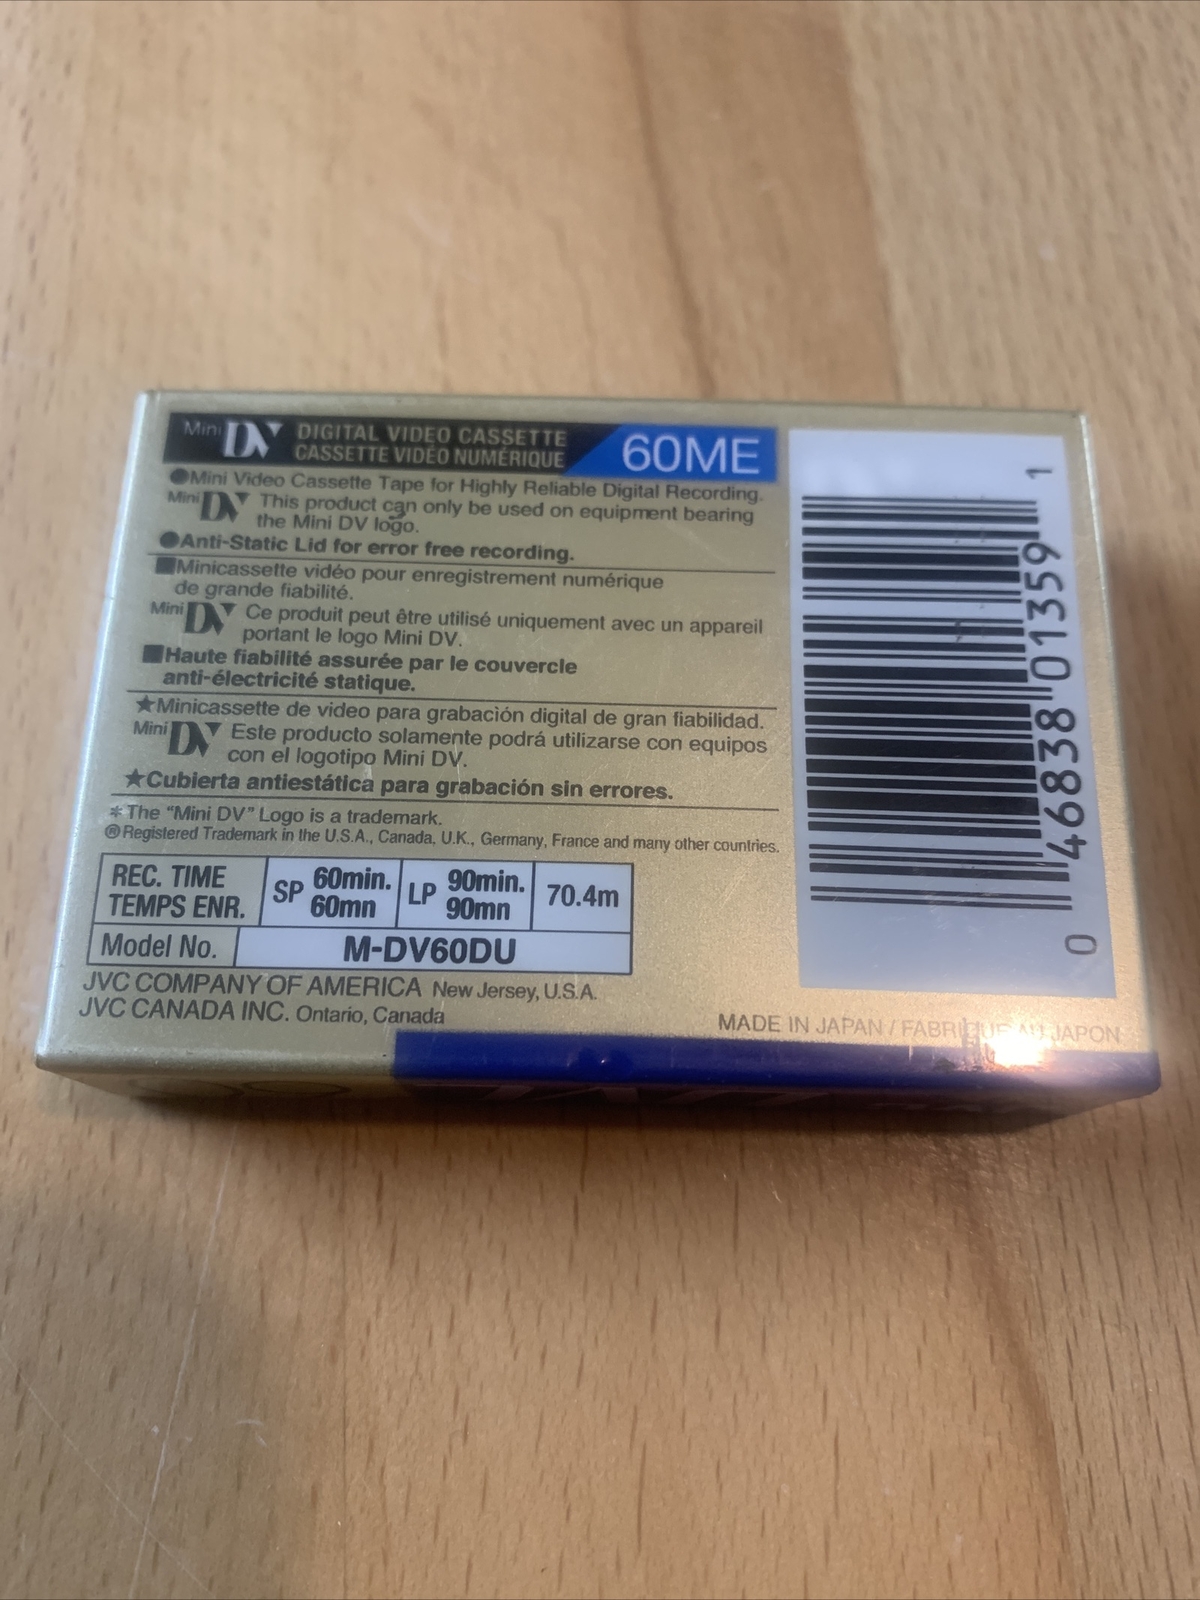 Mini DV DIGITAL VIDEO CASSETTE
CASSETTE VIDÉO NUMÉRIQUE
60ME
●Mini Video Cassette Tape for Highly Reliable Digital Recording.
Mini DV This product can only be used on equipment bearing
the Mini DV logo.
●Anti-Static Lid for error free recording.
■Minicassette vidéo pour enregistrement numérique
de grande fiabilité.
Mini DV Ce produit peut être utilisé uniquement avec un appareil
portant le logo Mini DV.
■Haute fiabilité assurée par le couvercle
anti-électricité statique.
★Minicassette de video para grabación digital de gran fiabilidad.
Mini DV Este producto solamente podrá utilizarse con equipos
con el logotipo Mini DV.
★Cubierta antiestática para grabación sin errores.
*The “Mini DV” Logo is a trademark.
®Registered Trademark in the U.S.A., Canada, U.K., Germany, France and many other countries.
REC. TIME
TEMPS ENR.
SP 60min.
60mn
LP 90min.
90mn
70.4m
Model No. M-DV60DU
JVC COMPANY OF AMERICA New Jersey, U.S.A.
JVC CANADA INC. Ontario, Canada
MADE IN JAPAN / FABRIQUE AU JAPON
0 46838 01359 1